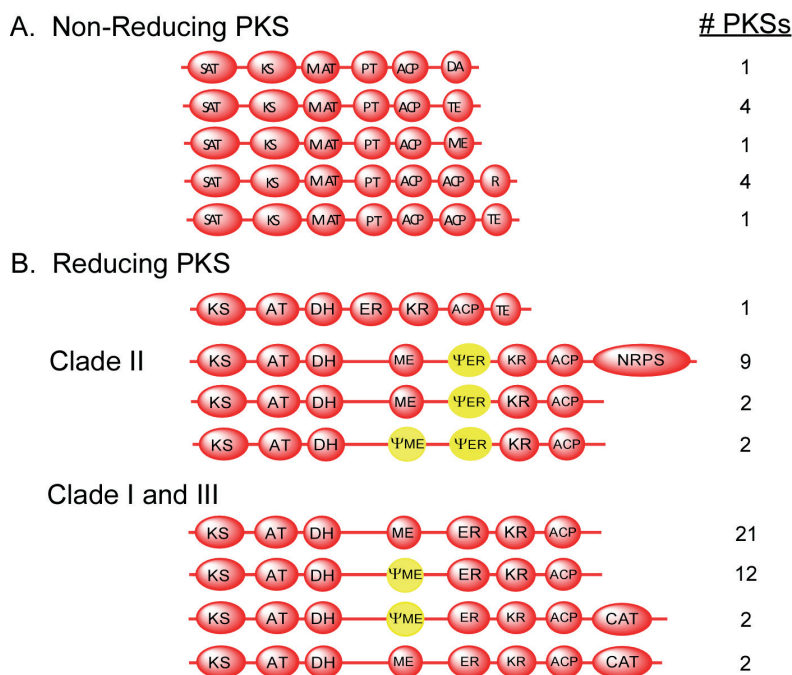 A. Non-Reducing PKS # PKSs
SAT KS MAT PT ACP DA 1
SAT KS MAT PT ACP TE 4
SAT KS MAT PT ACP ME 1
SAT KS MAT PT ACP ACP R 4
SAT KS MAT PT ACP ACP TE 1
B. Reducing PKS
KS AT DH ER KR ACP TE 1
Clade II KS AT DH ME ΨER KR ACP NRPS 9
KS AT DH ME ΨER KR ACP 2
KS AT DH ΨME ΨER KR ACP 2
Clade I and III
KS AT DH ME ER KR ACP 21
KS AT DH ΨME ER KR ACP 12
KS AT DH ΨME ER KR ACP CAT 2
KS AT DH ME ER KR ACP CAT 2